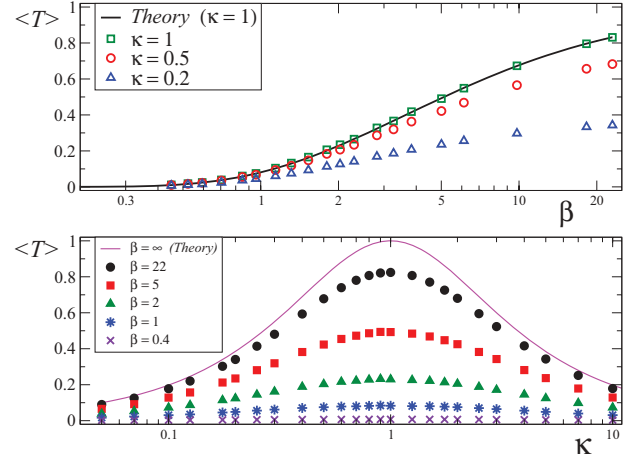 <T>
1
0.8
0.6
0.4
0.2
0
Theory (κ = 1)
κ = 1
κ = 0.5
κ = 0.2
0.3 1 2 10 20
β
<T>
1
0.8
0.6
0.4
0.2
0
β = ∞ (Theory)
β = 22
β = 5
β = 2
β = 1
β = 0.4
0.1 1 10
κ